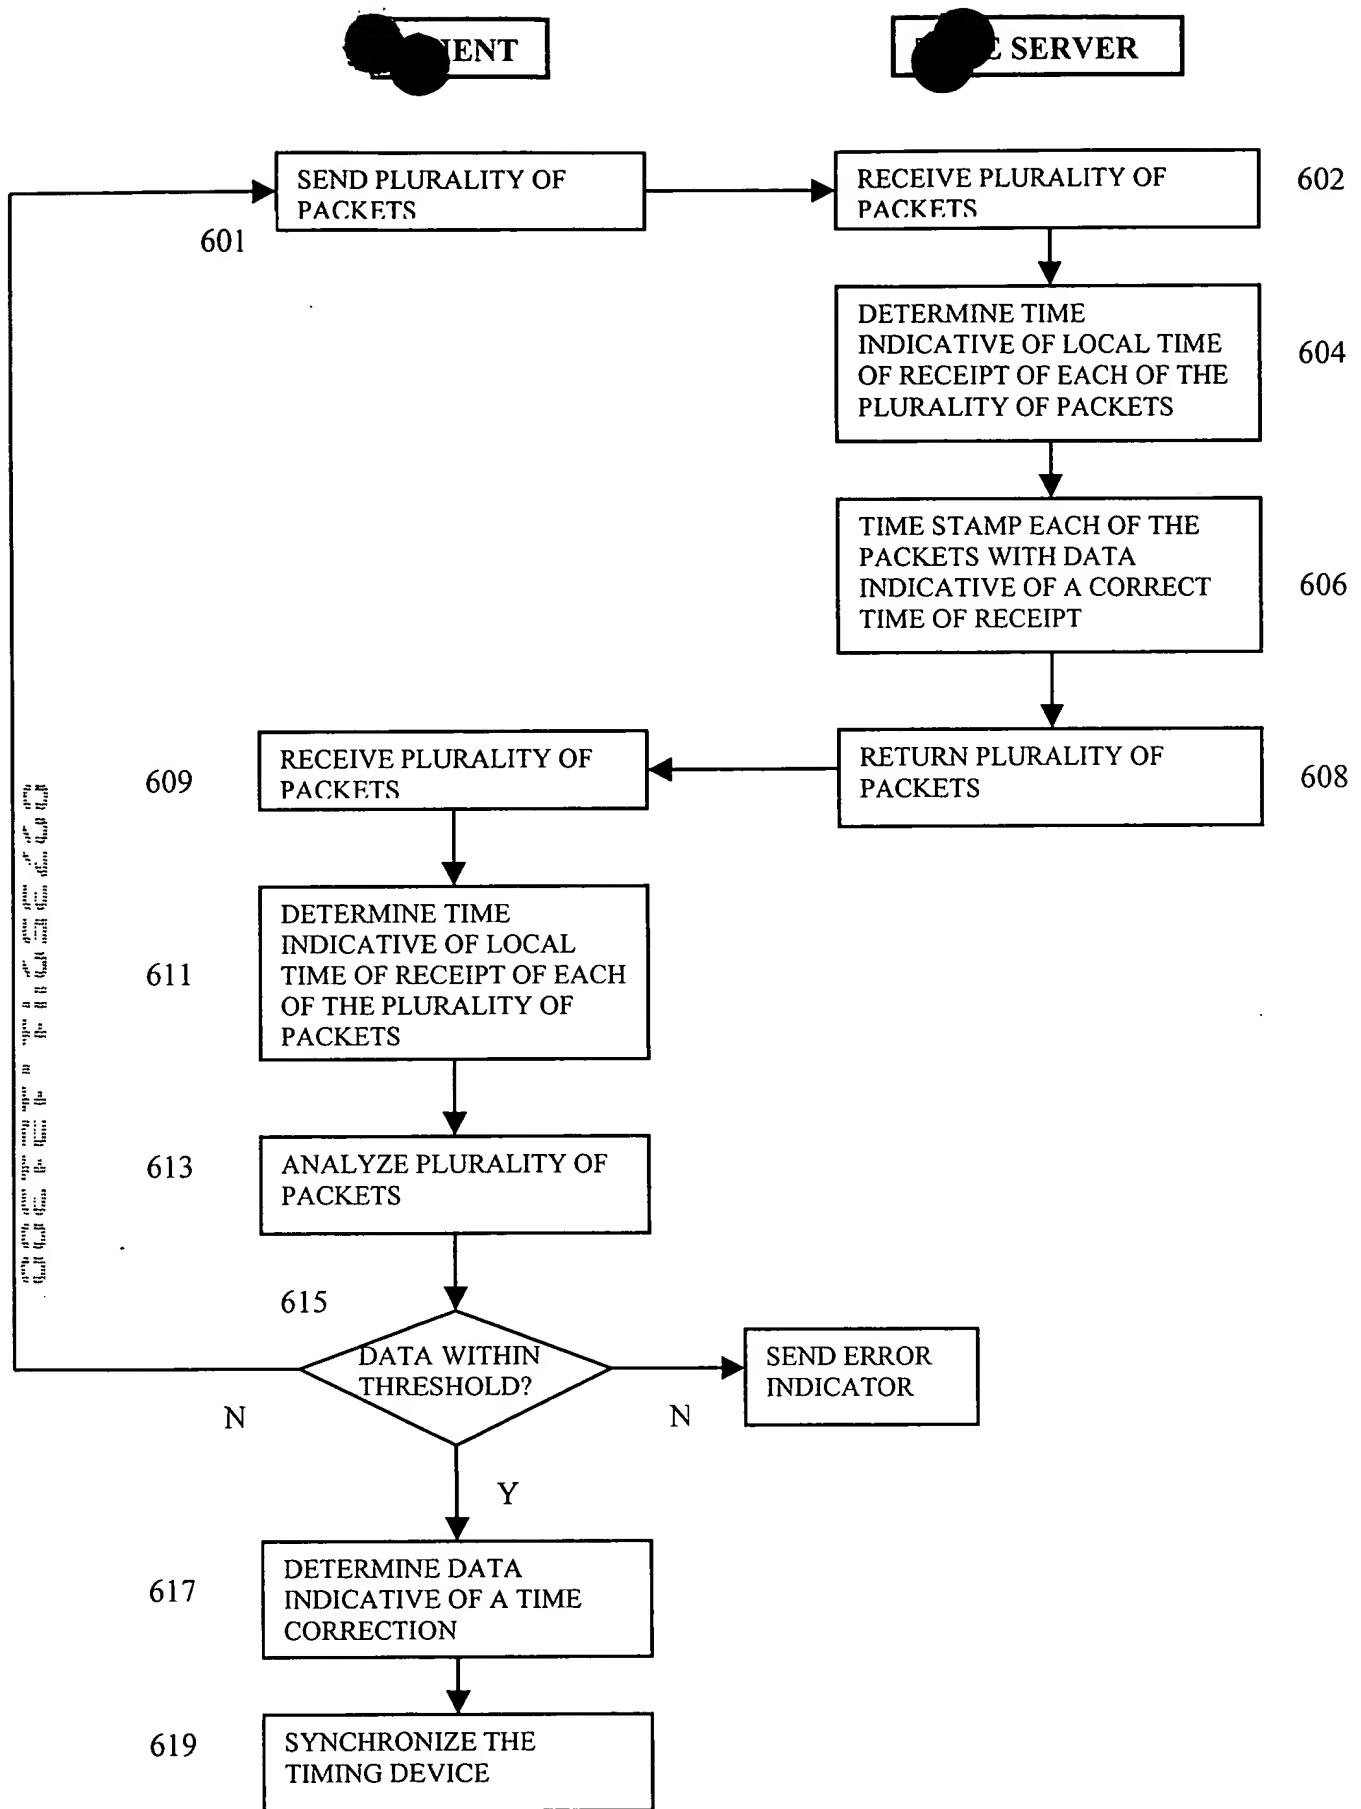 SERVER
SEND PLURALITY OF
PACKETS
601
RECEIVE PLURALITY OF
PACKETS
602
DETERMINE TIME
INDICATIVE OF LOCAL TIME
OF RECEIPT OF EACH OF THE
PLURALITY OF PACKETS
604
TIME STAMP EACH OF THE
PACKETS WITH DATA
INDICATIVE OF A CORRECT
TIME OF RECEIPT
606
RETURN PLURALITY OF
PACKETS
608
609
RECEIVE PLURALITY OF
PACKETS
611
DETERMINE TIME
INDICATIVE OF LOCAL
TIME OF RECEIPT OF EACH
OF THE PLURALITY OF
PACKETS
613
ANALYZE PLURALITY OF
PACKETS
615
DATA WITHIN
THRESHOLD?
N
N
SEND ERROR
INDICATOR
Y
617
DETERMINE DATA
INDICATIVE OF A TIME
CORRECTION
619
SYNCHRONIZE THE
TIMING DEVICE